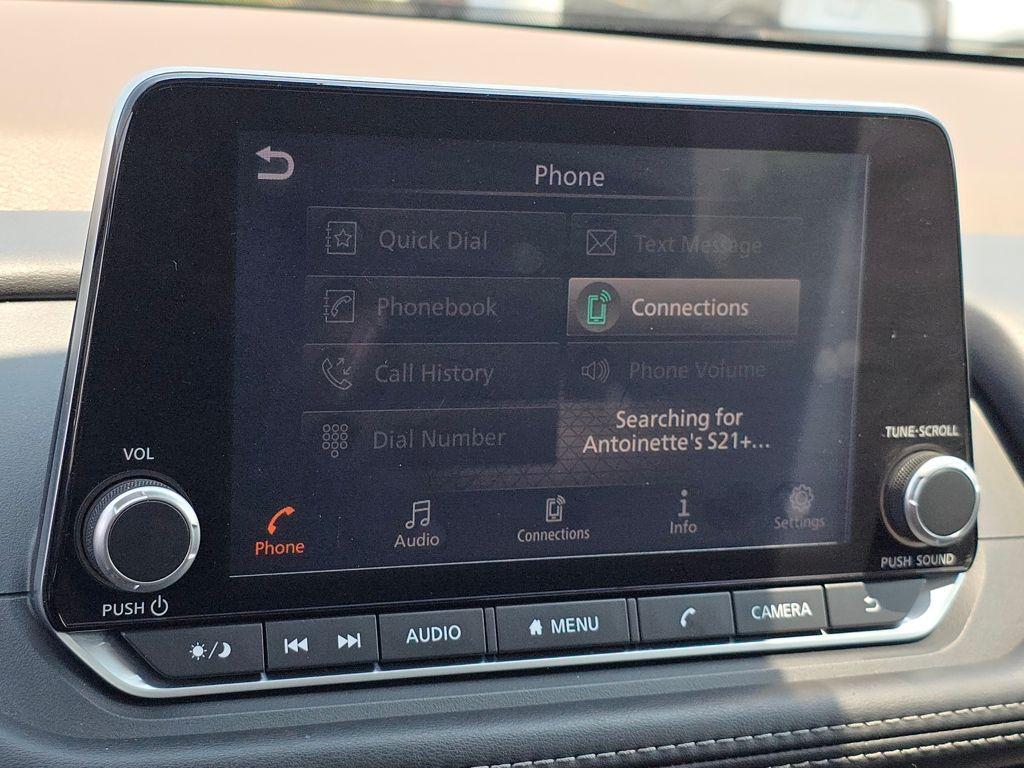 Phone
Quick Dial
Text Message
Phonebook
Connections
Call History
Phone Volume
Dial Number
Searching for
Antoinette's S21+...
VOL
TUNE·SCROLL
Phone
Audio
Connections
Info
Settings
PUSH
PUSH SOUND
AUDIO
MENU
CAMERA